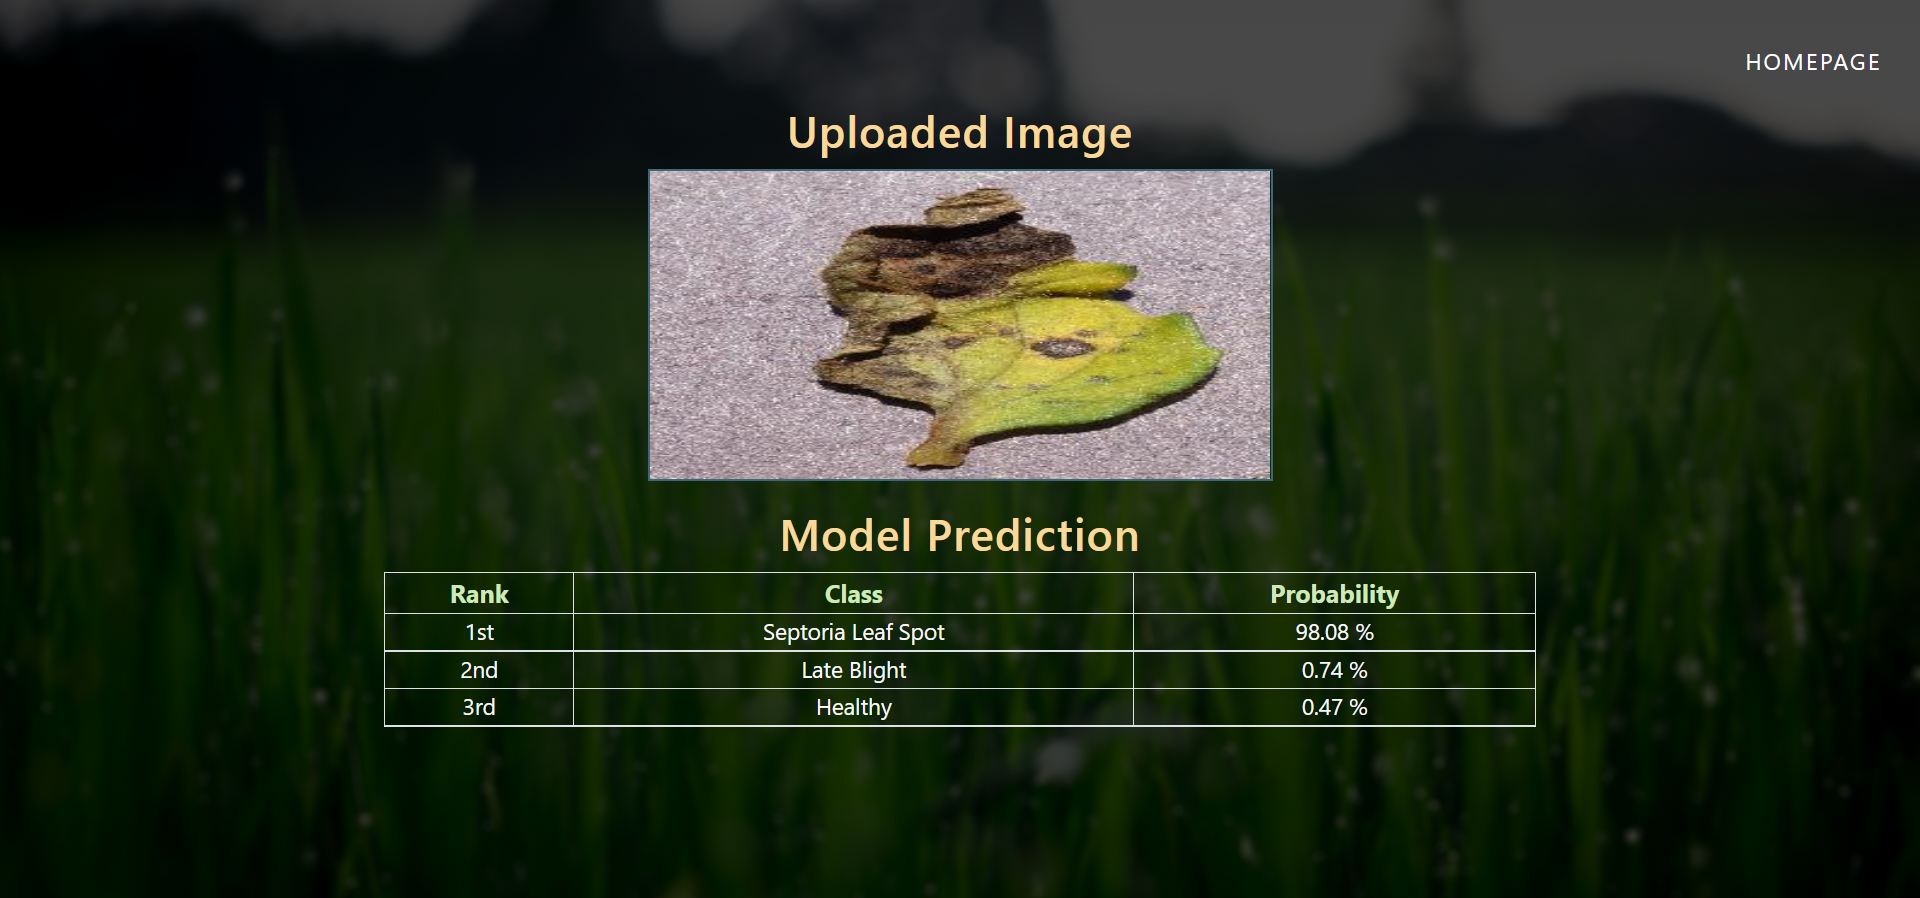 HOMEPAGE
Uploaded Image
Model Prediction
Rank Class Probability
1st Septoria Leaf Spot 98.08 %
2nd Late Blight 0.74 %
3rd Healthy 0.47 %